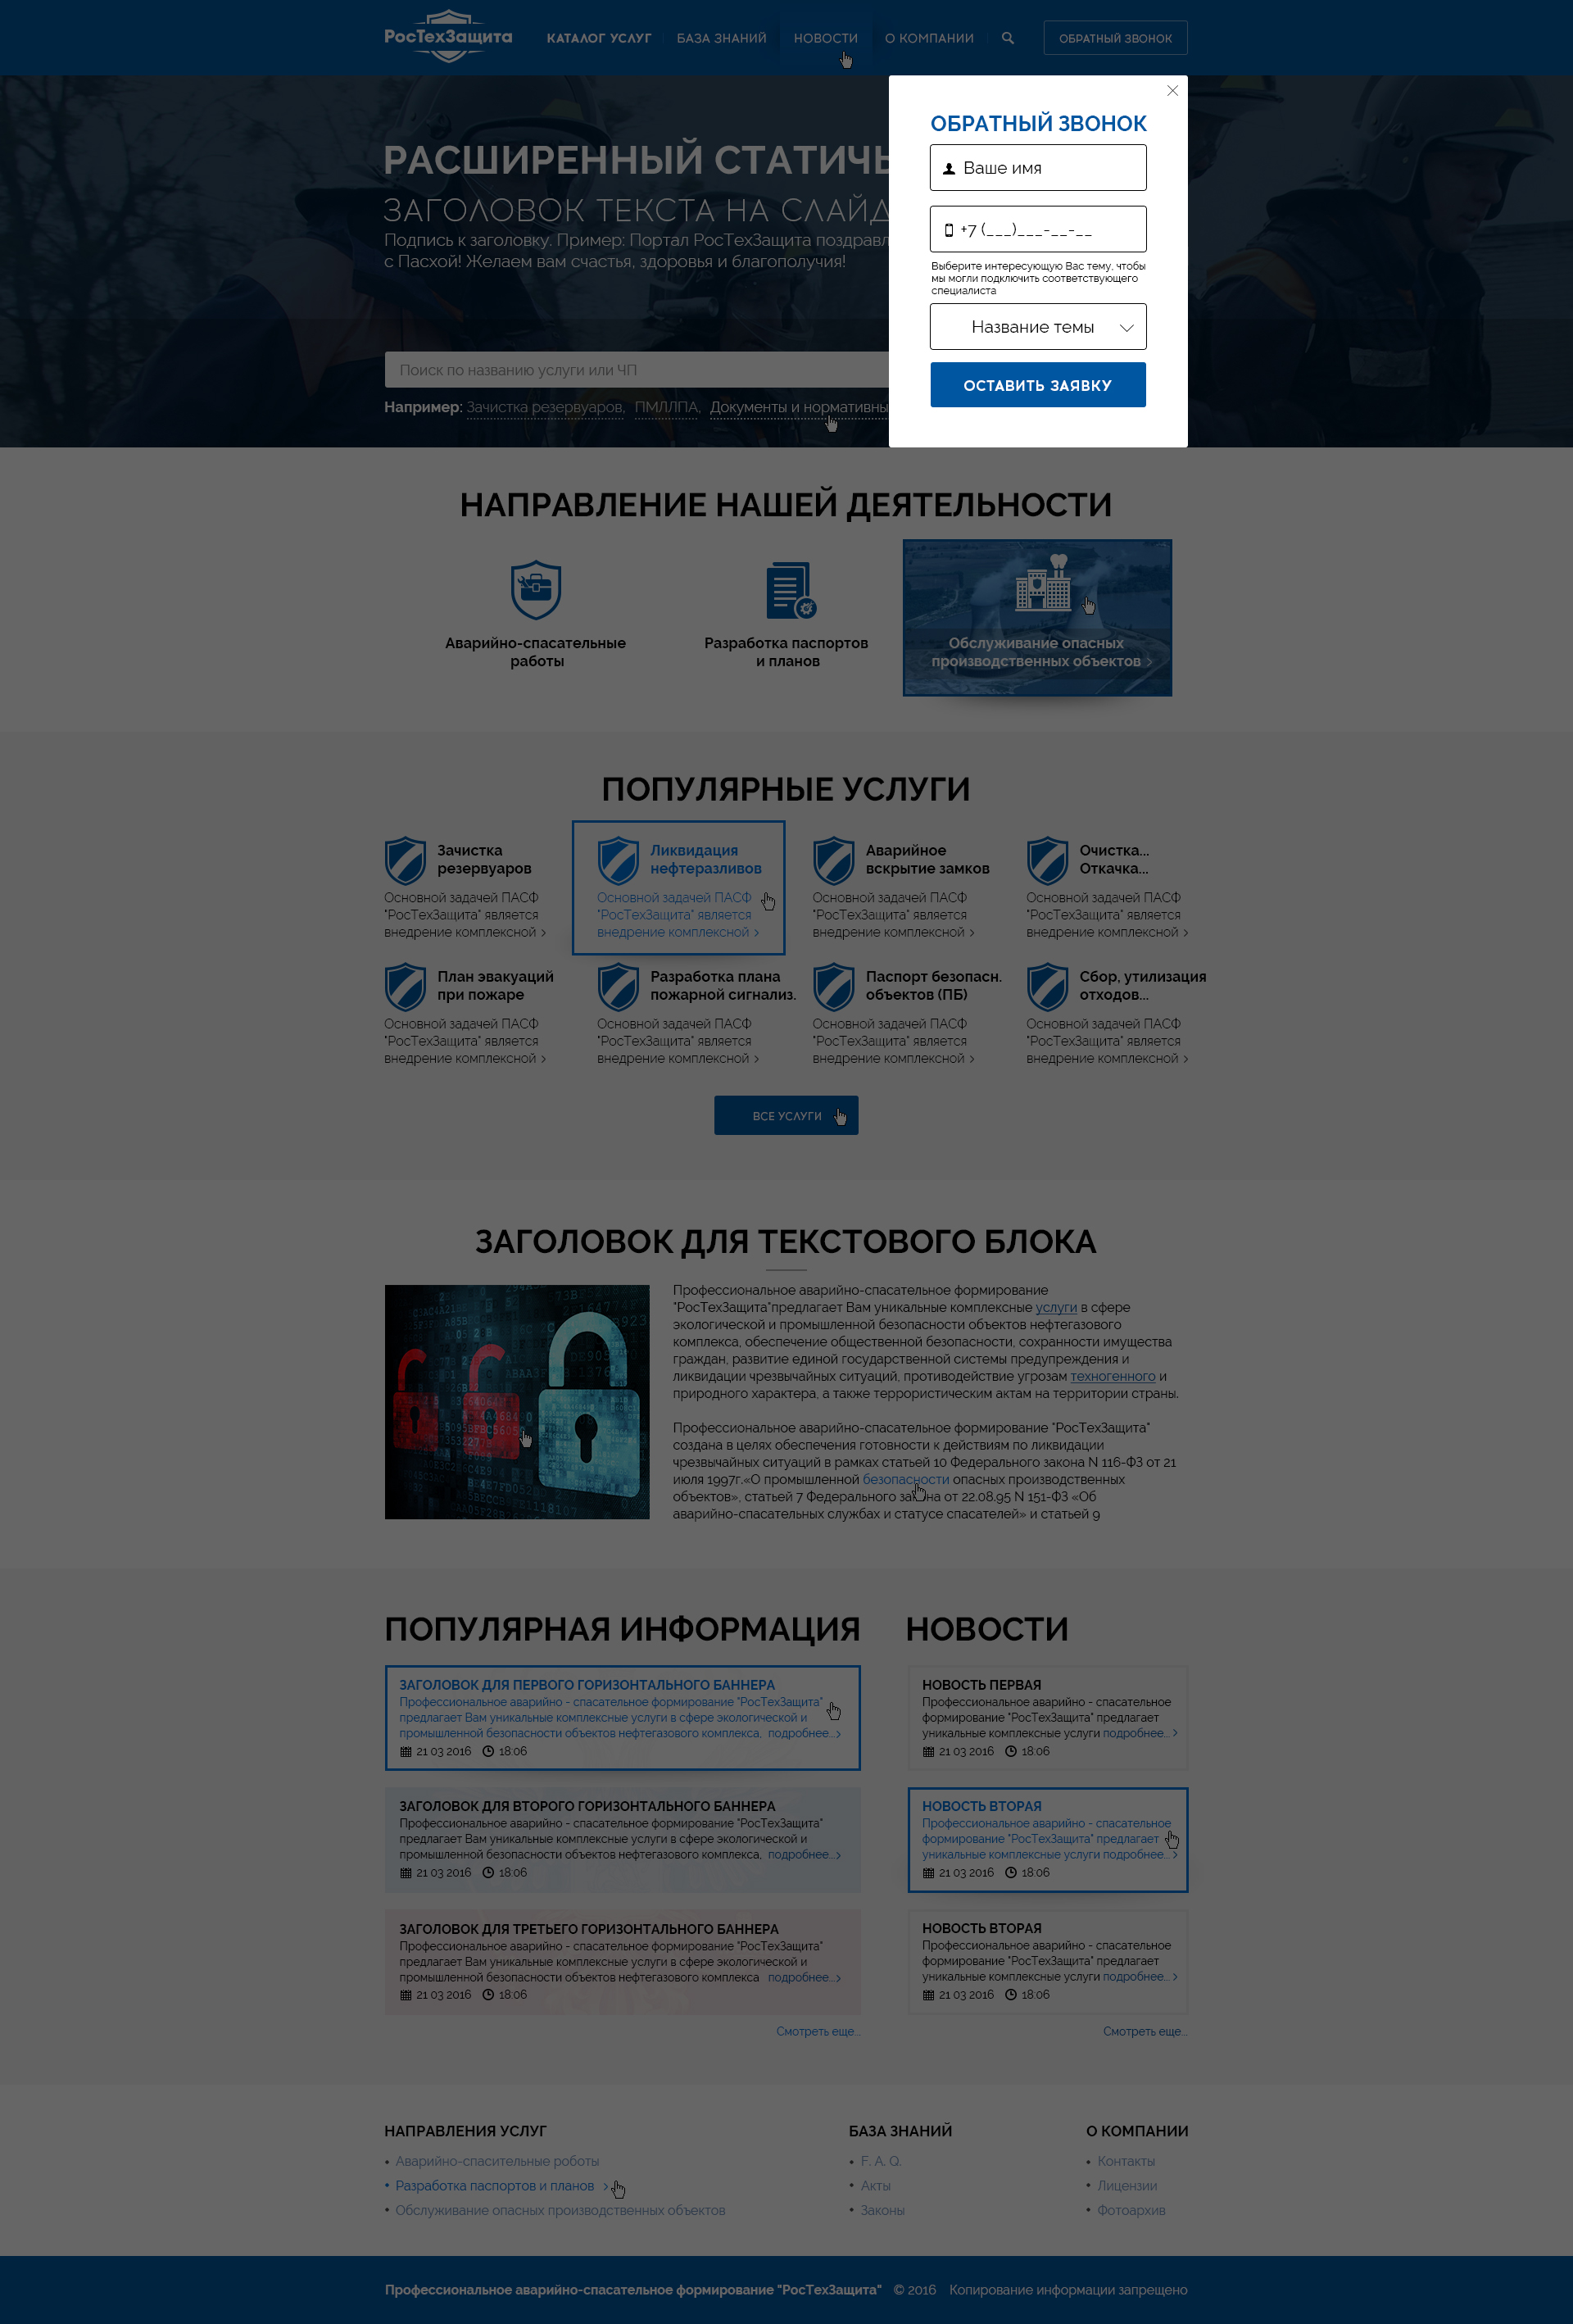 РосТехЗащита
КАТАЛОГ УСЛУГ
БАЗА ЗНАНИЙ
НОВОСТИ
О КОМПАНИИ
ОБРАТНЫЙ ЗВОНОК
РАСШИРЕННЫЙ СТАТИЧ
ЗАГОЛОВОК ТЕКСТА НА СЛАЙД
Подпись к заголовку. Пример: Портал РосТехЗащита поздрав
с Пасхой! Желаем вам счастья, здоровья и благополучия!
Поиск по названию услуги или ЧП
Например: Зачистка резервуаров, ПМЛЛПА, Документы и нормативны
ОБРАТНЫЙ ЗВОНОК
Ваше имя
+7 (___)___-__-__
Выберите интересующую Вас тему, чтобы
мы могли подключить соответствующего
специалиста
Название темы
ОСТАВИТЬ ЗАЯВКУ
НАПРАВЛЕНИЕ НАШЕЙ ДЕЯТЕЛЬНОСТИ
Аварийно-спасательные
работы
Разработка паспортов
и планов
Обслуживание опасных
производственных объектов
ПОПУЛЯРНЫЕ УСЛУГИ
Зачистка
резервуаров
Основной задачей ПАСФ
"РосТехЗащита" является
внедрение комплексной
Ликвидация
нефтеразливов
Основной задачей ПАСФ
"РосТехЗащита" является
внедрение комплексной
Аварийное
вскрытие замков
Основной задачей ПАСФ
"РосТехЗащита" является
внедрение комплексной
Очистка...
Откачка...
Основной задачей ПАСФ
"РосТехЗащита" является
внедрение комплексной
План эвакуаций
при пожаре
Основной задачей ПАСФ
"РосТехЗащита" является
внедрение комплексной
Разработка плана
пожарной сигнализ.
Основной задачей ПАСФ
"РосТехЗащита" является
внедрение комплексной
Паспорт безопасн.
объектов (ПБ)
Основной задачей ПАСФ
"РосТехЗащита" является
внедрение комплексной
Сбор, утилизация
отходов...
Основной задачей ПАСФ
"РосТехЗащита" является
внедрение комплексной
ВСЕ УСЛУГИ
ЗАГОЛОВОК ДЛЯ ТЕКСТОВОГО БЛОКА
Профессиональное аварийно-спасательное формирование
"РосТехЗащита"предлагает Вам уникальные комплексные услуги в сфере
экологической и промышленной безопасности объектов нефтегазового
комплекса, обеспечение общественной безопасности, сохранности имущества
граждан, развитие единой государственной системы предупреждения и
ликвидации чрезвычайных ситуаций, противодействие угрозам техногенного и
природного характера, а также террористическим актам на территории страны.
Профессиональное аварийно-спасательное формирование "РосТехЗащита"
создана в целях обеспечения готовности к действиям по ликвидации
чрезвычайных ситуаций в рамках статьей 10 Федерального закона N 116-ФЗ от 21
июля 1997г.«О промышленной безопасности опасных производственных
объектов», статьей 7 Федерального закона от 22.08.95 N 151-ФЗ «Об
аварийно-спасательных службах и статусе спасателей» и статьей 9
ПОПУЛЯРНАЯ ИНФОРМАЦИЯ
ЗАГОЛОВОК ДЛЯ ПЕРВОГО ГОРИЗОНТАЛЬНОГО БАННЕРА
Профессиональное аварийно - спасательное формирование "РосТехЗащита"
предлагает Вам уникальные комплексные услуги в сфере экологической и
промышленной безопасности объектов нефтегазового комплекса, подробнее...
21 03 2016 18:06
ЗАГОЛОВОК ДЛЯ ВТОРОГО ГОРИЗОНТАЛЬНОГО БАННЕРА
Профессиональное аварийно - спасательное формирование "РосТехЗащита"
предлагает Вам уникальные комплексные услуги в сфере экологической и
промышленной безопасности объектов нефтегазового комплекса, подробнее...
21 03 2016 18:06
ЗАГОЛОВОК ДЛЯ ТРЕТЬЕГО ГОРИЗОНТАЛЬНОГО БАННЕРА
Профессиональное аварийно - спасательное формирование "РосТехЗащита"
предлагает Вам уникальные комплексные услуги в сфере экологической и
промышленной безопасности объектов нефтегазового комплекса подробнее...
21 03 2016 18:06
Смотреть еще...
НОВОСТИ
НОВОСТЬ ПЕРВАЯ
Профессиональное аварийно - спасательное
формирование "РосТехЗащита" предлагает
уникальные комплексные услуги подробнее...
21 03 2016 18:06
НОВОСТЬ ВТОРАЯ
Профессиональное аварийно - спасательное
формирование "РосТехЗащита" предлагает
уникальные комплексные услуги подробнее...
21 03 2016 18:06
НОВОСТЬ ВТОРАЯ
Профессиональное аварийно - спасательное
формирование "РосТехЗащита" предлагает
уникальные комплексные услуги подробнее...
21 03 2016 18:06
Смотреть еще...
НАПРАВЛЕНИЯ УСЛУГ
Аварийно-спасительные роботы
Разработка паспортов и планов
Обслуживание опасных производственных объектов
БАЗА ЗНАНИЙ
F. A. Q.
Акты
Законы
О КОМПАНИИ
Контакты
Лицензии
Фотоархив
Профессиональное аварийно-спасательное формирование "РосТехЗащита" © 2016 Копирование информации запрещено